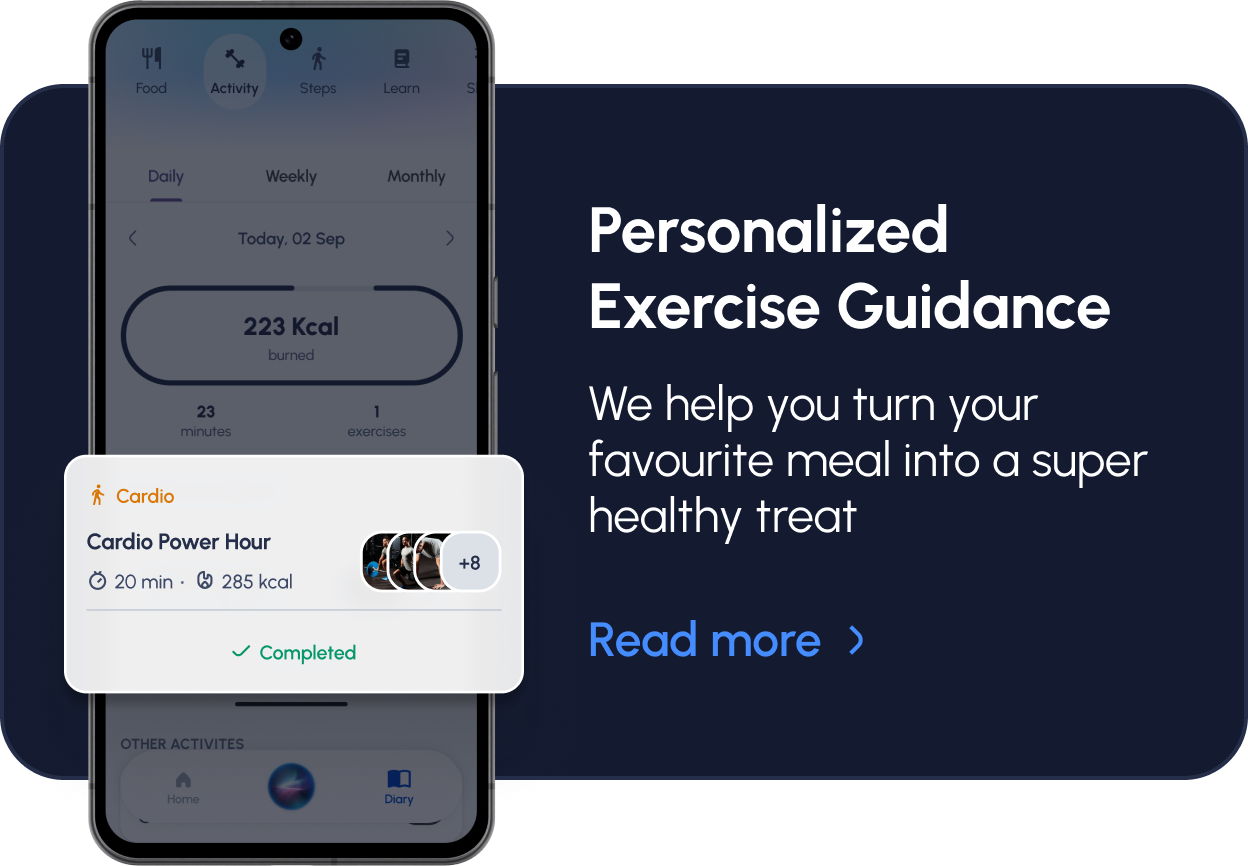 Food
Activity
Steps
Learn
Daily
Weekly
Monthly
Today, 02 Sep
223 Kcal
burned
23
minutes
1
exercises
Cardio
Cardio Power Hour
+8
20 min · 285 kcal
Completed
OTHER ACTIVITES
Home
Diary
Personalized
Exercise Guidance
We help you turn your
favourite meal into a super
healthy treat
Read more